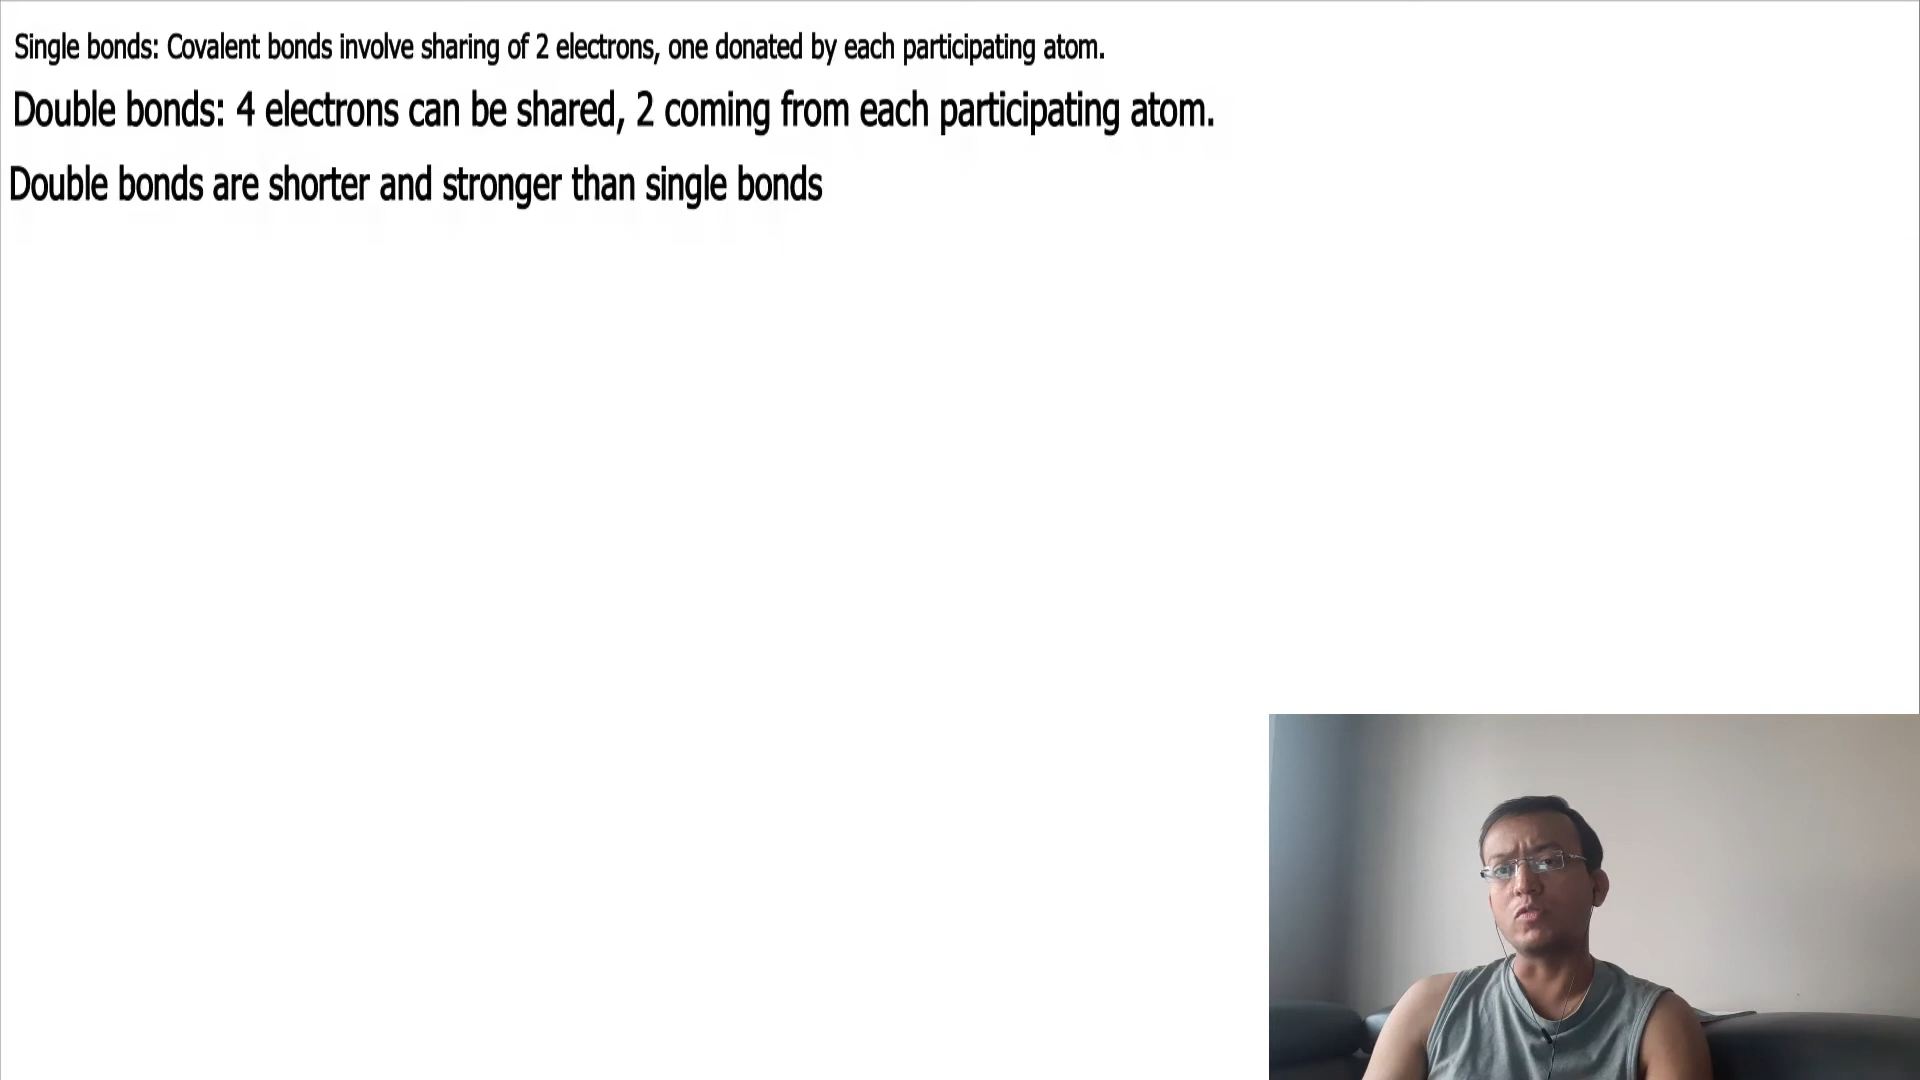 Single bonds: Covalent bonds involve sharing of 2 electrons, one donated by each participating atom.
Double bonds: 4 electrons can be shared, 2 coming from each participating atom.
Double bonds are shorter and stronger than single bonds